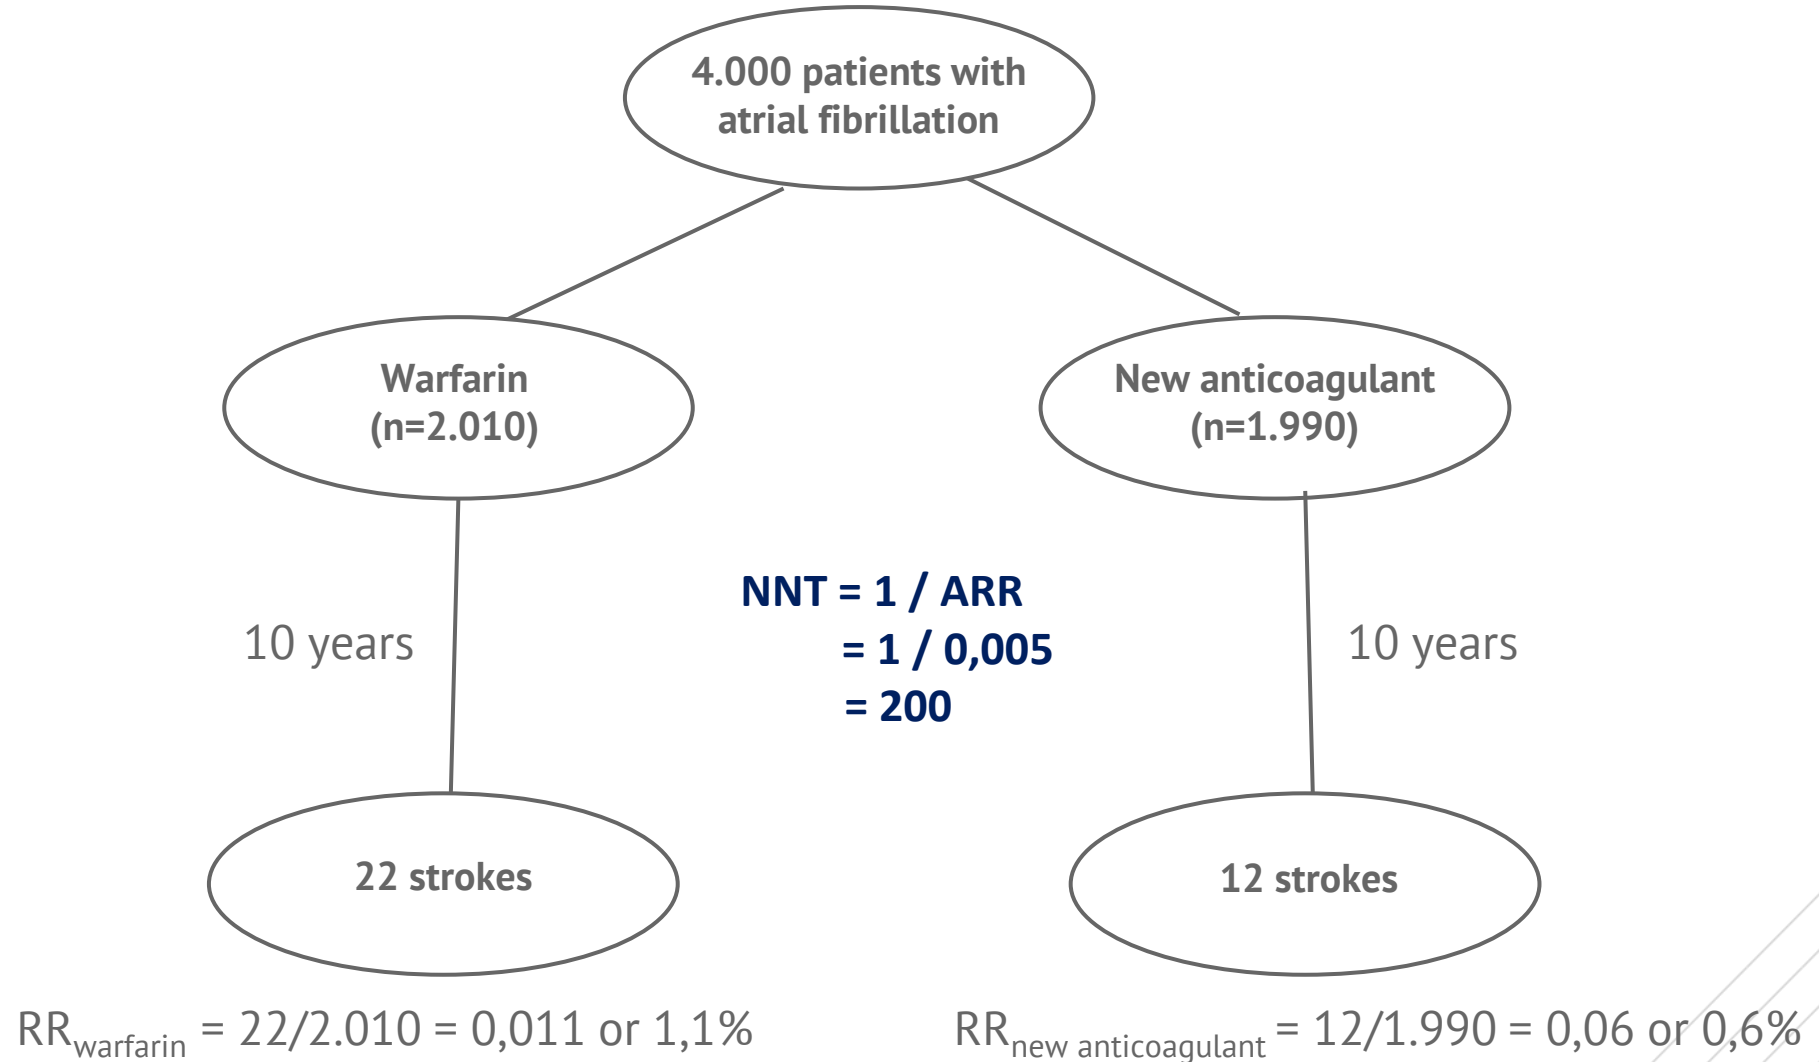 4.000 patients with
atrial fibrillation
Warfarin
(n=2.010)
New anticoagulant
(n=1.990)
10 years
NNT = 1 / ARR
= 1 / 0,005
= 200
10 years
22 strokes
12 strokes
RRwarfarin = 22/2.010 = 0,011 or 1,1%
RRnew anticoagulant = 12/1.990 = 0,06 or 0,6%